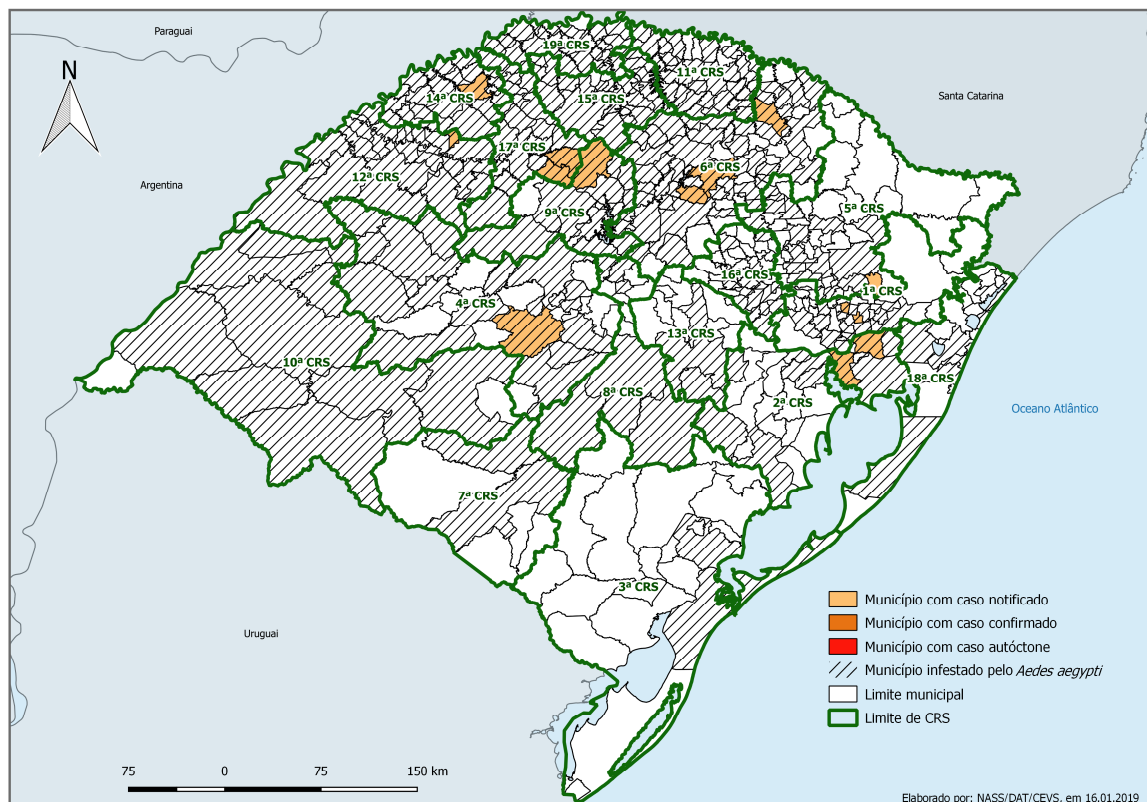 Paraguai
N
Santa Catarina
Argentina
19ª CRS
11ª CRS
14ª CRS
15ª CRS
17ª CRS
6ª CRS
12ª CRS
9ª CRS
5ª CRS
16ª CRS
1ª CRS
4ª CRS
13ª CRS
10ª CRS
18ª CRS
8ª CRS
2ª CRS
Oceano Atlântico
7ª CRS
3ª CRS
Uruguai
Município com caso notificado
Município com caso confirmado
Município com caso autóctone
Município infestado pelo Aedes aegypti
Limite municipal
Limite de CRS
75 0 75 150 km
Elaborado por: NASS/DAT/CEVS, em 16.01.2019